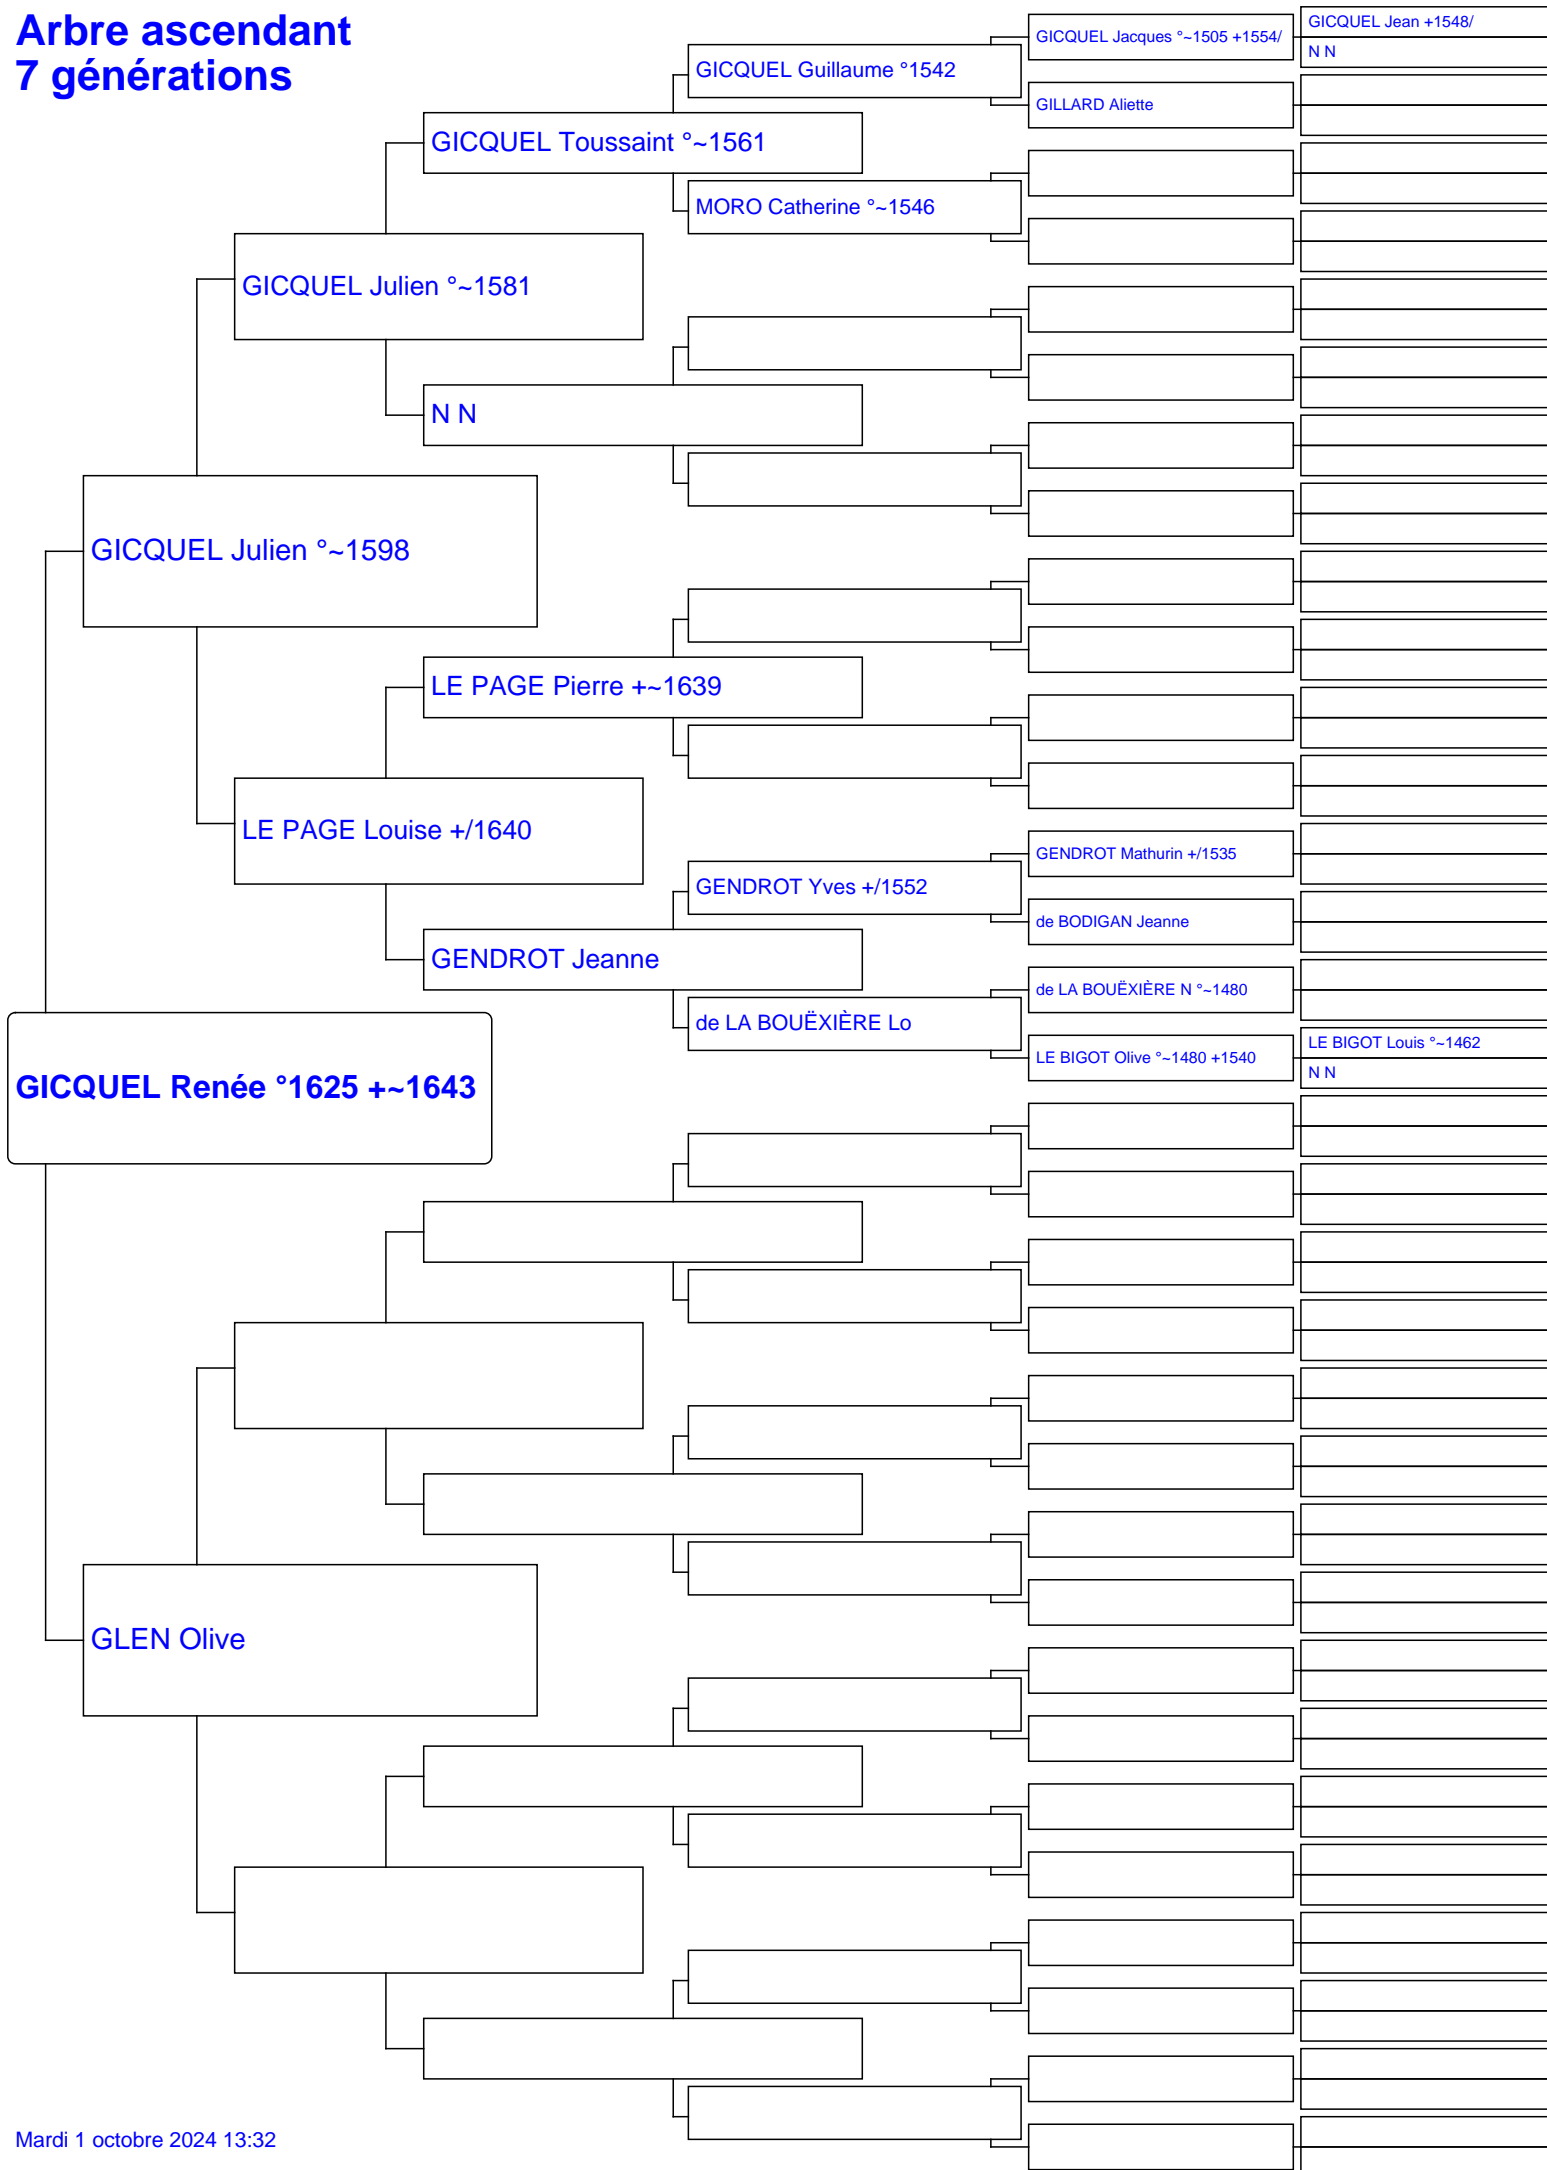 Arbre ascendant
7 générations
GICQUEL Jacques °~1505 +1554/
GICQUEL Jean +1548/
N N
GICQUEL Guillaume °1542
GILLARD Aliette
GICQUEL Toussaint °~1561
MORO Catherine °~1546
GICQUEL Julien °~1581
N N
GICQUEL Julien °~1598
LE PAGE Pierre +~1639
LE PAGE Louise +/1640
GENDROT Mathurin +/1535
GENDROT Yves +/1552
de BODIGAN Jeanne
GENDROT Jeanne
de LA BOUËXIÈRE N °~1480
de LA BOUËXIÈRE Lo
LE BIGOT Olive °~1480 +1540
LE BIGOT Louis °~1462
N N
GICQUEL Renée °1625 +~1643
GLEN Olive
Mardi 1 octobre 2024 13:32